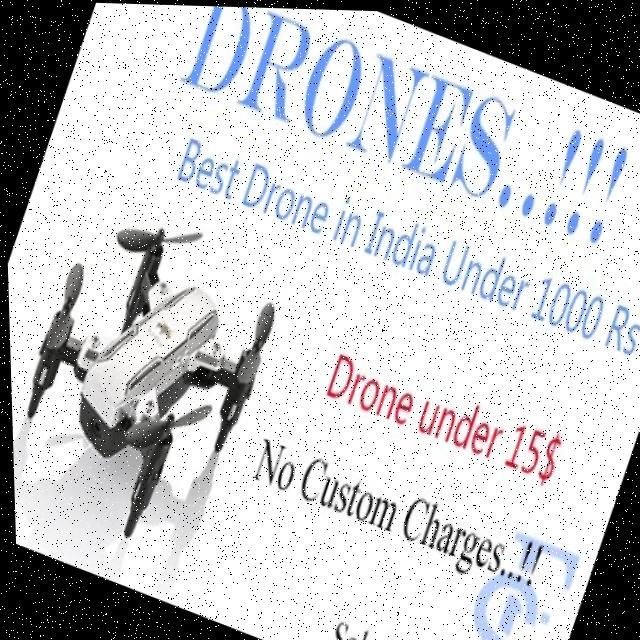 DRONES...!!!
Best Drone in India Under 1000 Rs
Drone under 15$
No Custom Charges...!!